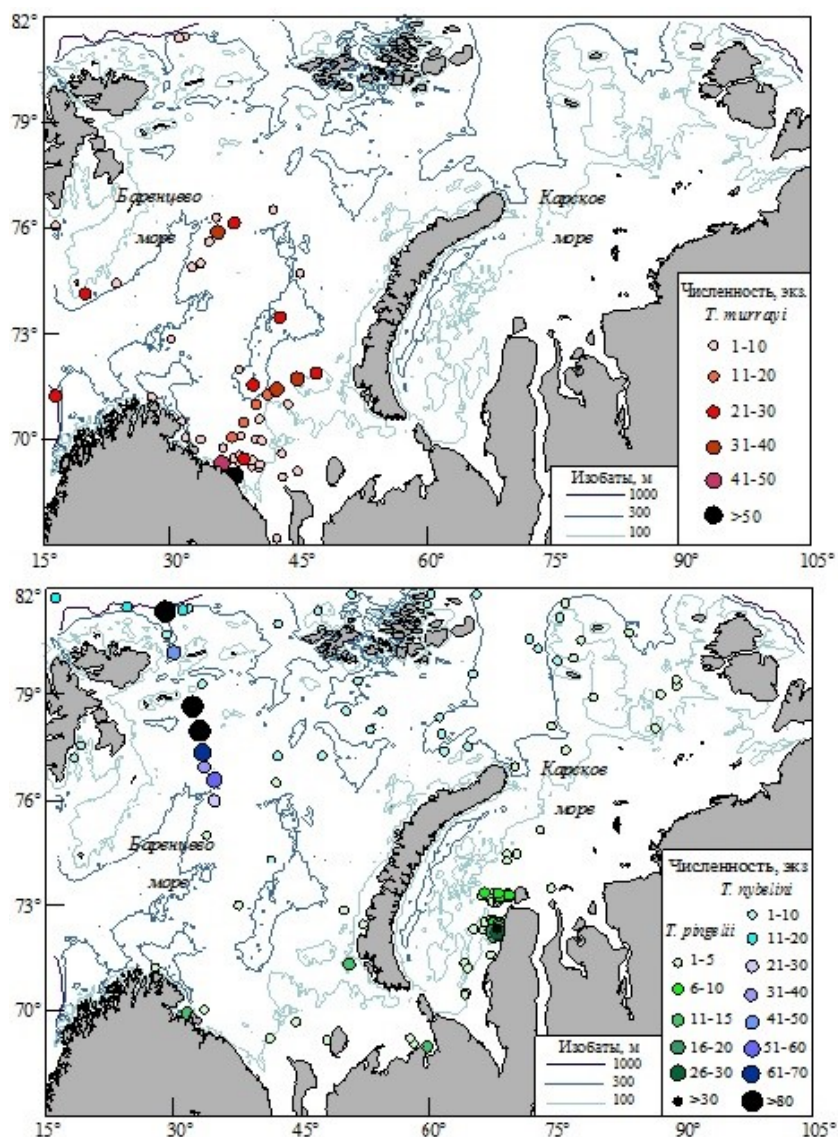 82°
79°
76°
73°
70°
Баренцево
море
Карское
море
Численность, экз.
T. murrayi
1-10
11-20
21-30
31-40
41-50
>50
Изобаты, м
1000
300
100
15° 30° 45° 60° 75° 90° 105°
82°
79°
76°
73°
70°
Карское
море
Баренцево
море
Численность, экз
T. nybelini
1-10
11-20
21-30
31-40
41-50
51-60
61-70
>80
T. pingelii
1-5
6-10
11-15
16-20
26-30
>30
Изобаты, м
1000
300
100
15° 30° 45° 60° 75° 90° 105°